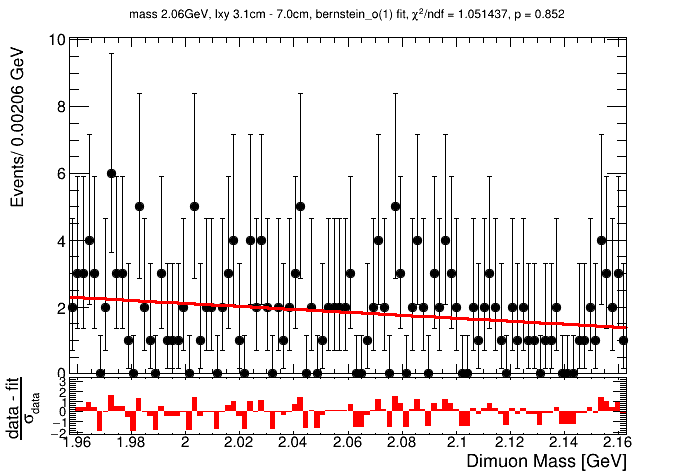 mass 2.06GeV, lxy 3.1cm - 7.0cm, bernstein_o(1) fit, χ²/ndf = 1.051437, p = 0.852
Events/ 0.00206 GeV
10
8
6
4
2
0
data - fit
σdata
3
2
1
0
−1
−2
1.96 1.98 2 2.02 2.04 2.06 2.08 2.1 2.12 2.14 2.16
Dimuon Mass [GeV]